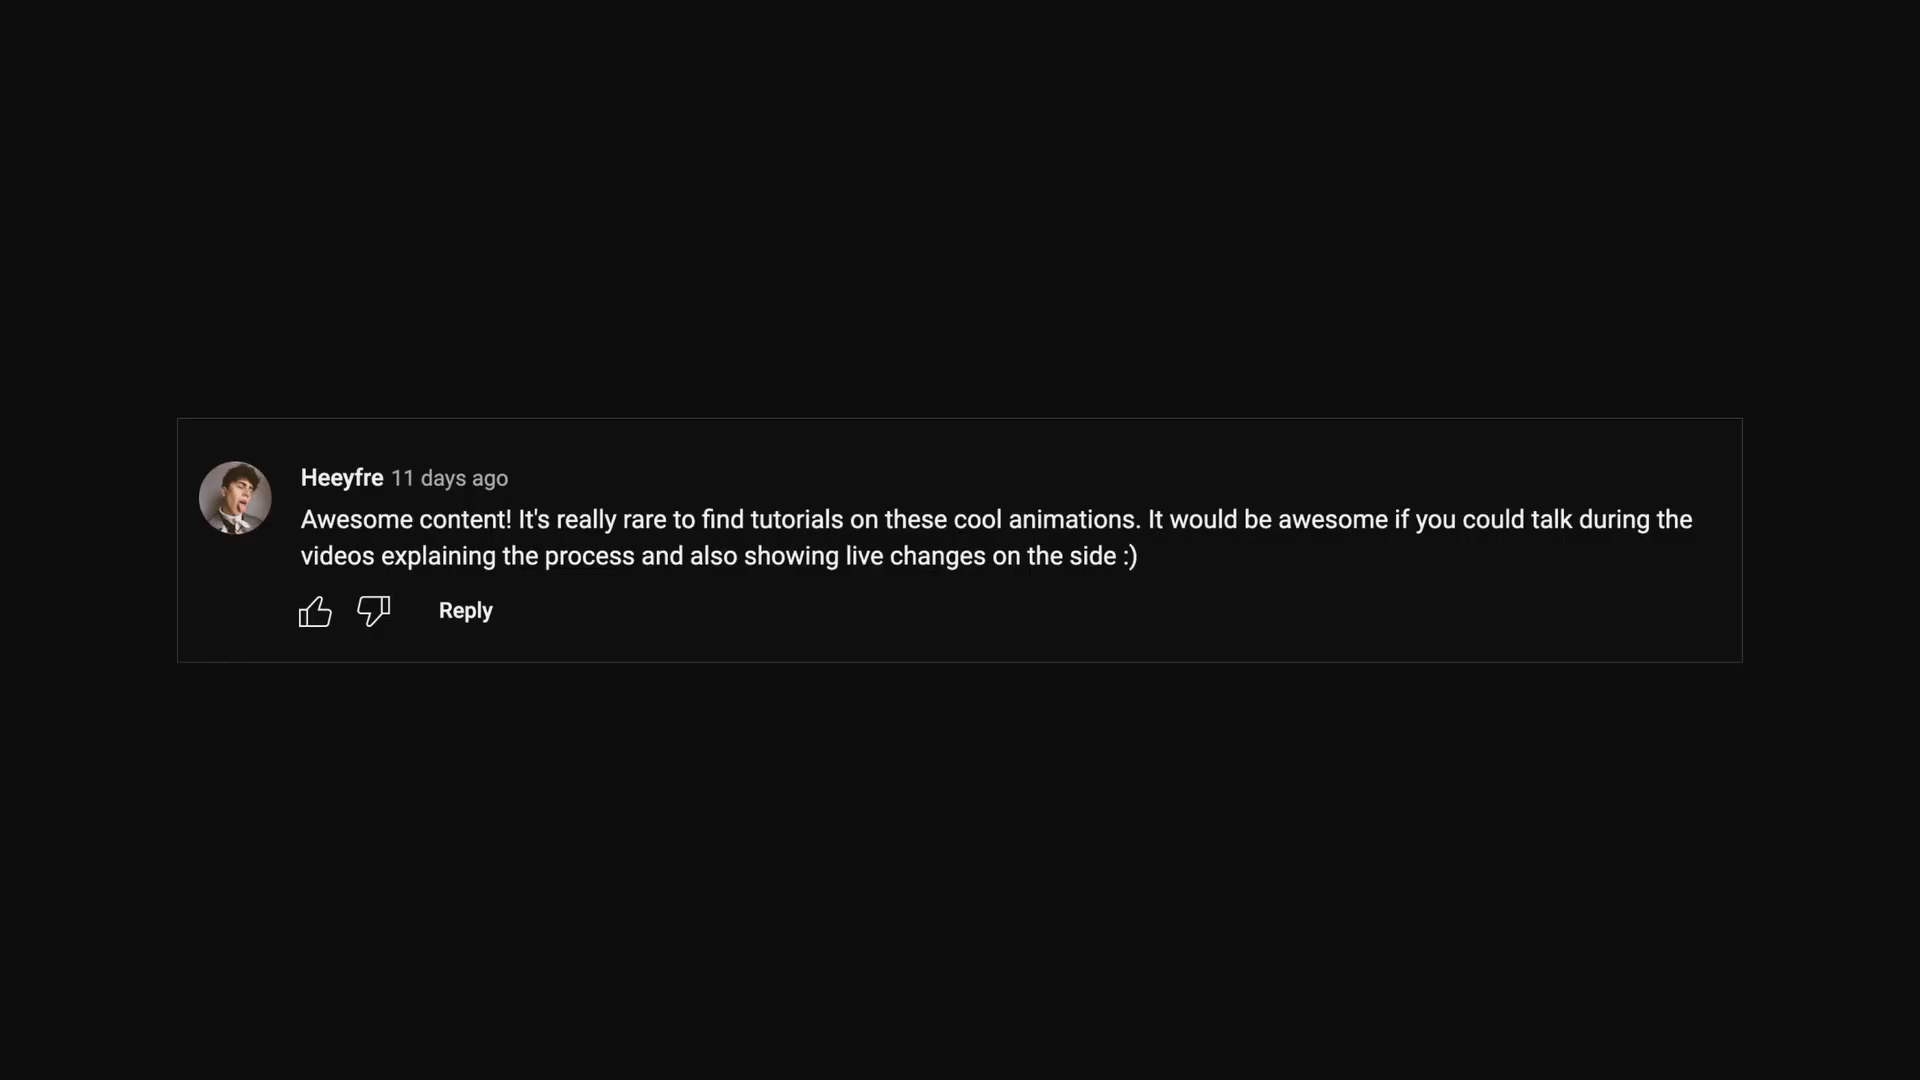 Heeyfre 11 days ago
Awesome content! It's really rare to find tutorials on these cool animations. It would be awesome if you could talk during the
videos explaining the process and also showing live changes on the side :)
Reply